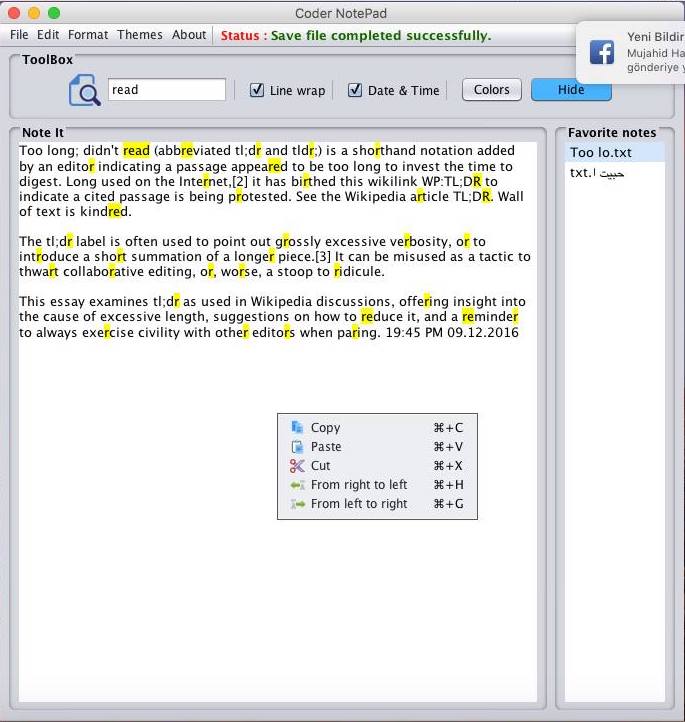 Coder NotePad
File Edit Format Themes About Status : Save file completed successfully.
Yeni Bildir
Mujahid Ha
gönderiye y
ToolBox
read
Line wrap
Date & Time
Colors
Hide
Note It
Too long; didn't read (abbreviated tl;dr and tldr;) is a shorthand notation added
by an editor indicating a passage appeared to be too long to invest the time to
digest. Long used on the Internet,[2] it has birthed this wikilink WP:TL;DR to
indicate a cited passage is being protested. See the Wikipedia article TL;DR. Wall
of text is kindred.
The tl;dr label is often used to point out grossly excessive verbosity, or to
introduce a short summation of a longer piece.[3] It can be misused as a tactic to
thwart collaborative editing, or, worse, a stoop to ridicule.
This essay examines tl;dr as used in Wikipedia discussions, offering insight into
the cause of excessive length, suggestions on how to reduce it, and a reminder
to always exercise civility with other editors when paring. 19:45 PM 09.12.2016
Copy ⌘+C
Paste ⌘+V
Cut ⌘+X
From right to left ⌘+H
From left to right ⌘+G
Favorite notes
Too lo.txt
حبيت ا.txt